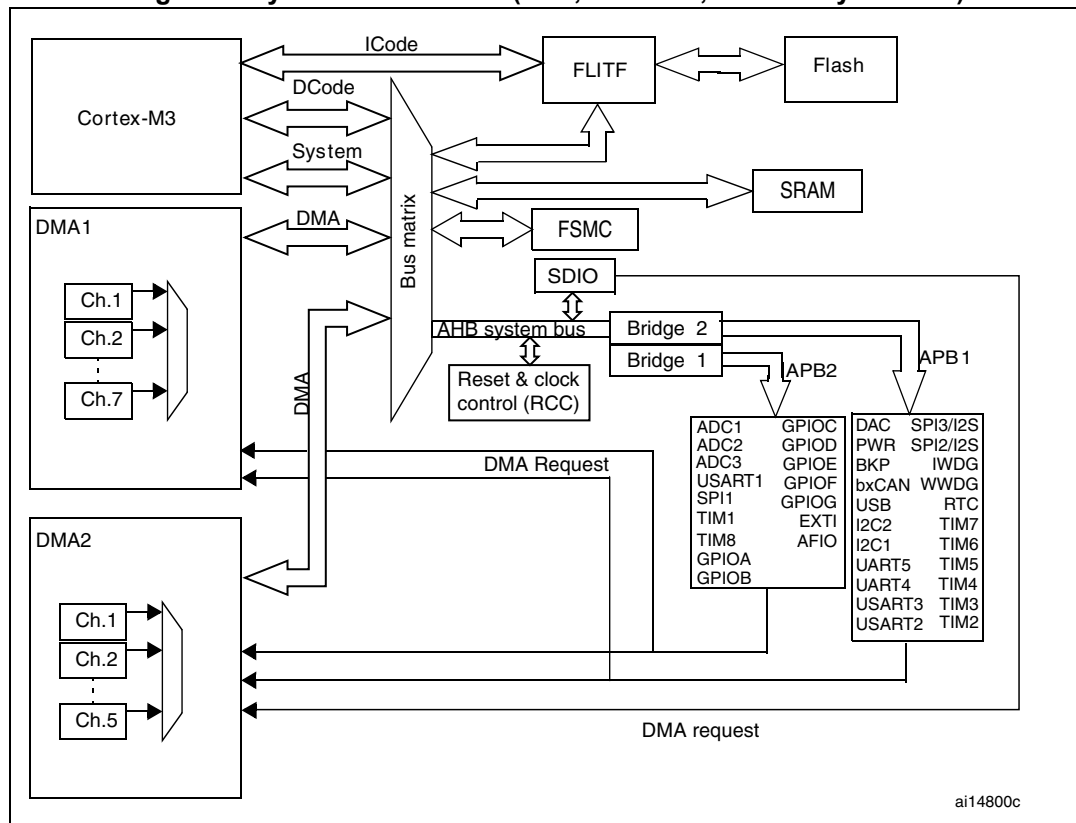 ICode
FLITF
Flash
DCode
Cortex-M3
System
SRAM
DMA1
DMA
FSMC
Bus matrix
SDIO
Ch.1
Ch.2
Ch.7
AHB system bus
Bridge 2
Bridge 1
APB2
APB1
Reset & clock
control (RCC)
DMA
ADC1 GPIOC
ADC2 GPIOD
ADC3 GPIOE
USART1 GPIOF
SPI1 GPIOG
TIM1 EXTI
TIM8 AFIO
GPIOA
GPIOB
DAC SPI3/I2S
PWR SPI2/I2S
BKP IWDG
bxCAN WWDG
USB RTC
I2C2 TIM7
I2C1 TIM6
UART5 TIM5
UART4 TIM4
USART3 TIM3
USART2 TIM2
DMA Request
DMA2
Ch.1
Ch.2
Ch.5
DMA request
ai14800c